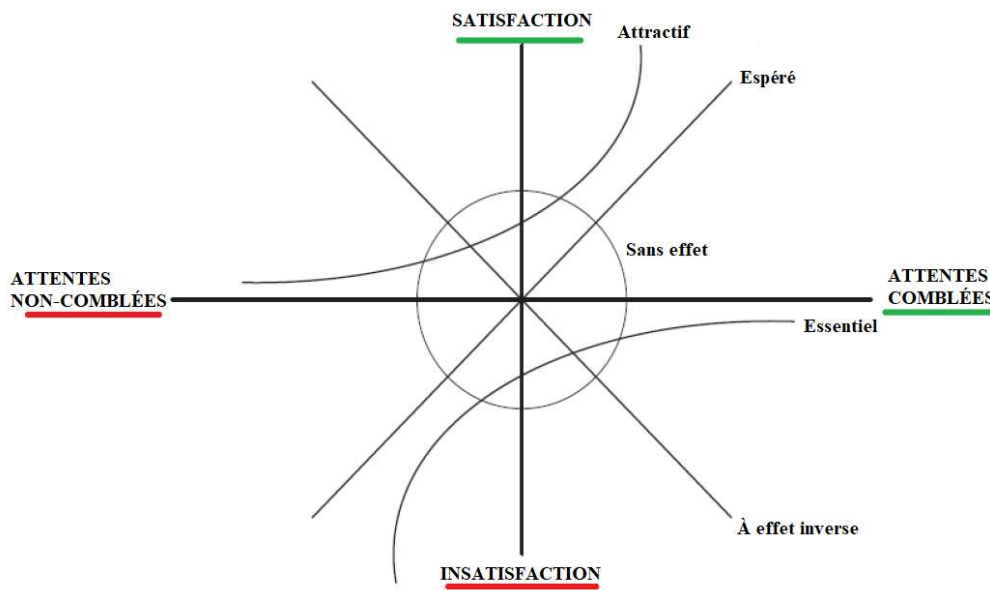 SATISFACTION
Attractif
Espéré
Sans effet
ATTENTES
NON-COMBLÉES
ATTENTES
COMBLÉES
Essentiel
À effet inverse
INSATISFACTION